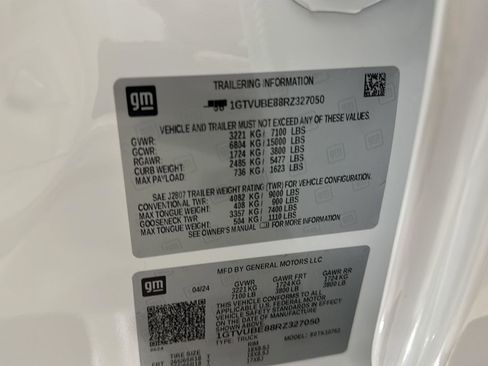 TRAILERING INFORMATION
gm
1GTVUBE88RZ327050
VEHICLE AND TRAILER MUST NOT EXCEED ANY OF THESE VALUES
GVWR: 3221 KG / 7100 LBS
GCWR: 6804 KG / 15000 LBS
RGAWR: 1724 KG / 3800 LBS
CURB WEIGHT: 2485 KG / 5477 LBS
MAX PAYLOAD: 736 KG / 1623 LBS
SAE J2807 TRAILER WEIGHT RATING (TWR) FOR VEHICLE CONFIGURATION.
CONVENTIONAL TWR: 4082 KG / 9000 LBS
MAX TONGUE WEIGHT: 408 KG / 900 LBS
GOOSENECK TWR: 3357 KG / 7400 LBS
MAX TONGUE WEIGHT: 504 KG / 1110 LBS
SEE OWNER'S MANUAL FOR MORE INFORMATION
MFD BY GENERAL MOTORS LLC
gm
04/24
GVWR GAWR FRT GAWR RR
3221 KG 1724 KG 1724 KG
7100 LB 3800 LB 3800 LB
THIS VEHICLE CONFORMS TO ALL
APPLICABLE U.S. FEDERAL MOTOR
VEHICLE SAFETY STANDARDS IN EFFECT
ON THE DATE OF MANUFACTURE
SHOWN ABOVE
1GTVUBE88RZ327050
TYPE: TRUCK
TIRE SIZE
RIM
FRT